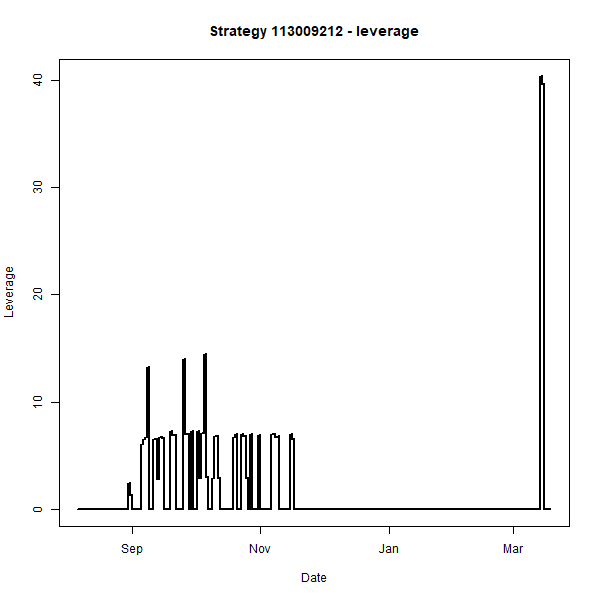 Strategy 113009212 - leverage
40
30
20
10
0
Leverage
Sep
Nov
Jan
Mar
Date